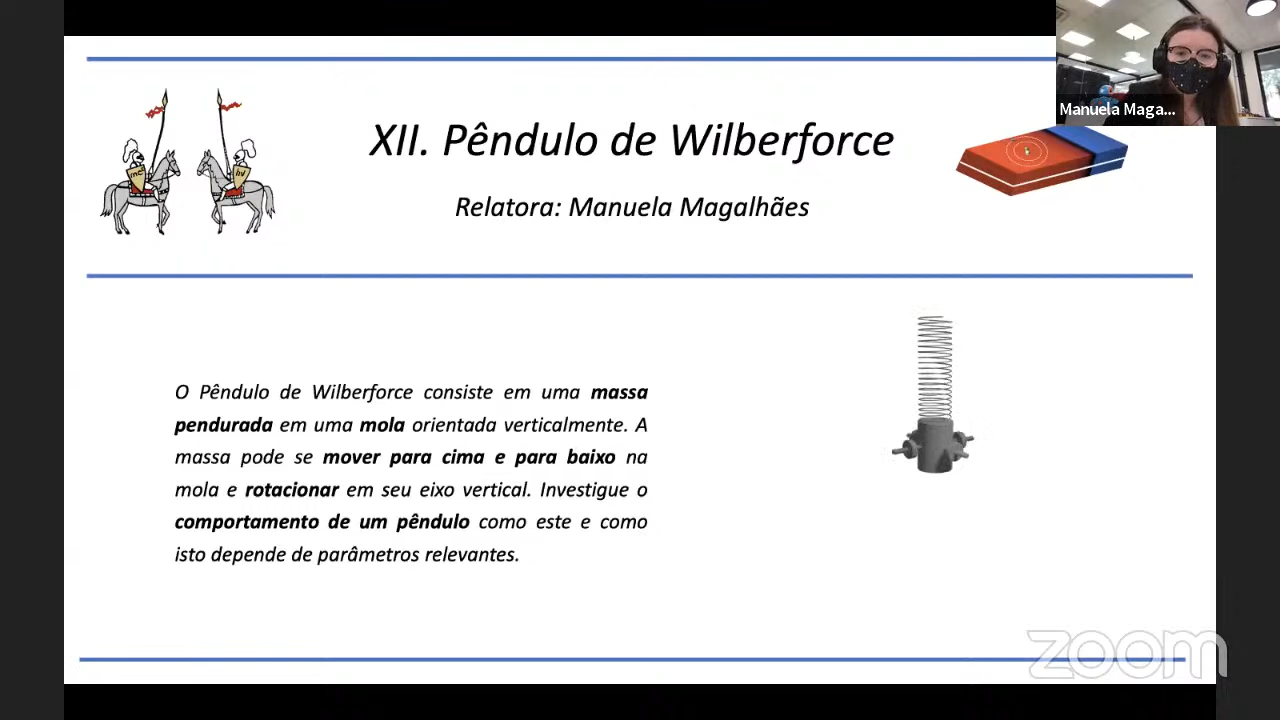 Manuela Maga...
XII. Pêndulo de Wilberforce
Relatora: Manuela Magalhães
O Pêndulo de Wilberforce consiste em uma massa
pendurada em uma mola orientada verticalmente. A
massa pode se mover para cima e para baixo na
mola e rotacionar em seu eixo vertical. Investigue o
comportamento de um pêndulo como este e como
isto depende de parâmetros relevantes.
zoom